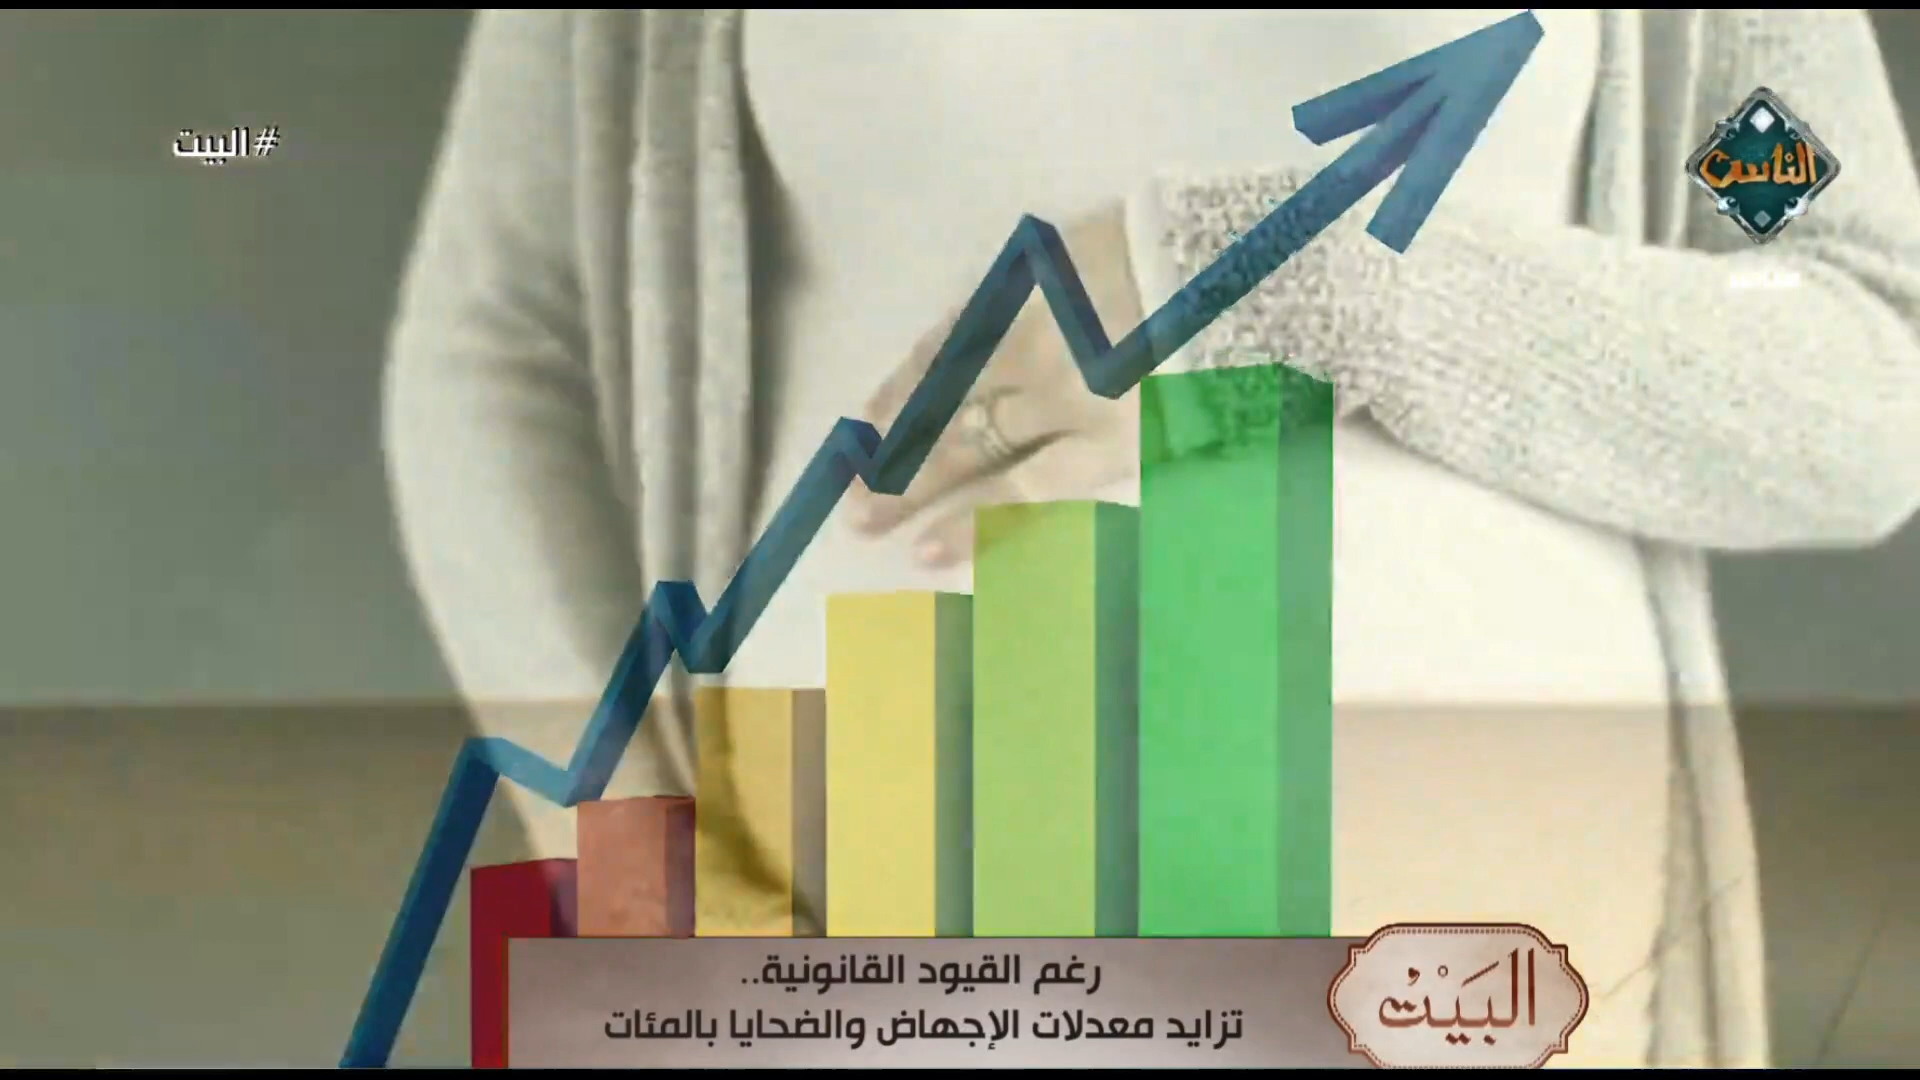 #البيت
الناس
رغم القيود القانونية..
تزايد معدلات الإجهاض والضحايا بالمئات
البَيْتُ